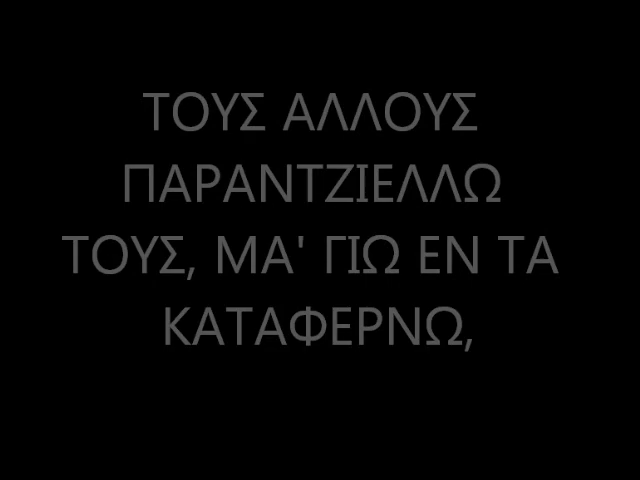 ΤΟΥΣ ΑΛΛΟΥΣ
ΠΑΡΑΝΤΖΙΕΛΛΩ
ΤΟΥΣ, ΜΑ' ΓΙΩ ΕΝ ΤΑ
ΚΑΤΑΦΕΡΝΩ,